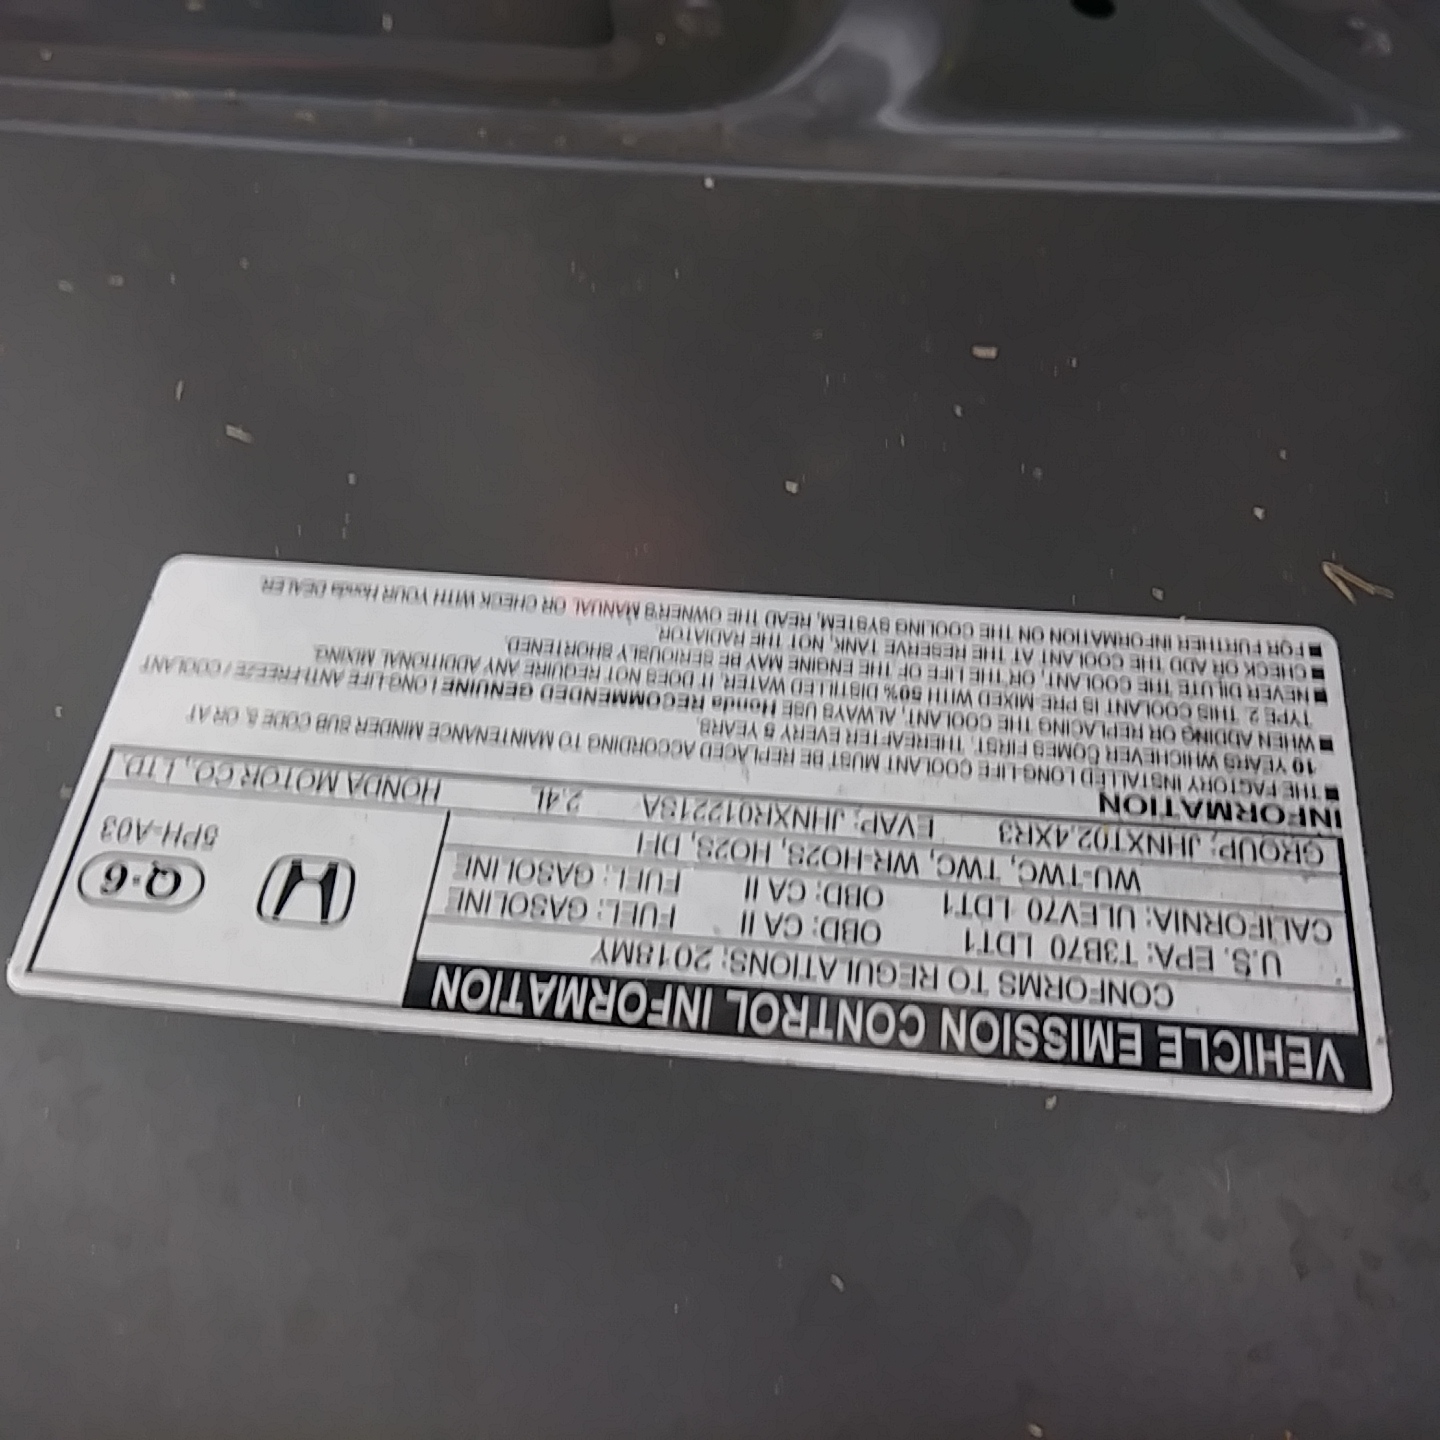 VEHICLE EMISSION CONTROL INFORMATION
CONFORMS TO REGULATIONS: 2018MY
U.S. EPA: T3B70 LDT1 OBD: CA II FUEL: GASOLINE
CALIFORNIA: ULEV70 LDT1 OBD: CA II FUEL: GASOLINE
WU-TWC, TWC, WR-HO2S, HO2S, DFI
GROUP: JHNXT02.4XR3 EVAP: JHNXR01221SA 2.4L HONDA MOTOR CO., LTD.
Q-6
5PH-A03
INFORMATION
■ THE FACTORY INSTALLED LONG-LIFE COOLANT MUST BE REPLACED ACCORDING TO MAINTENANCE MINDER SUB CODE 5, OR AT
10 YEARS WHICHEVER COMES FIRST. THEREAFTER EVERY 5 YEARS.
■ WHEN ADDING OR REPLACING THE COOLANT, ALWAYS USE Honda RECOMMENDED GENUINE LONG-LIFE ANTI-FREEZE / COOLANT
TYPE 2. THIS COOLANT IS PRE-MIXED WITH 50% DISTILLED WATER. IT DOES NOT REQUIRE ANY ADDITIONAL MIXING.
■ NEVER DILUTE THE COOLANT, OR THE LIFE OF THE ENGINE MAY BE SERIOUSLY SHORTENED.
■ CHECK OR ADD THE COOLANT AT THE RESERVE TANK, NOT THE RADIATOR.
■ FOR FURTHER INFORMATION ON THE COOLING SYSTEM, READ THE OWNER'S MANUAL OR CHECK WITH YOUR Honda DEALER.